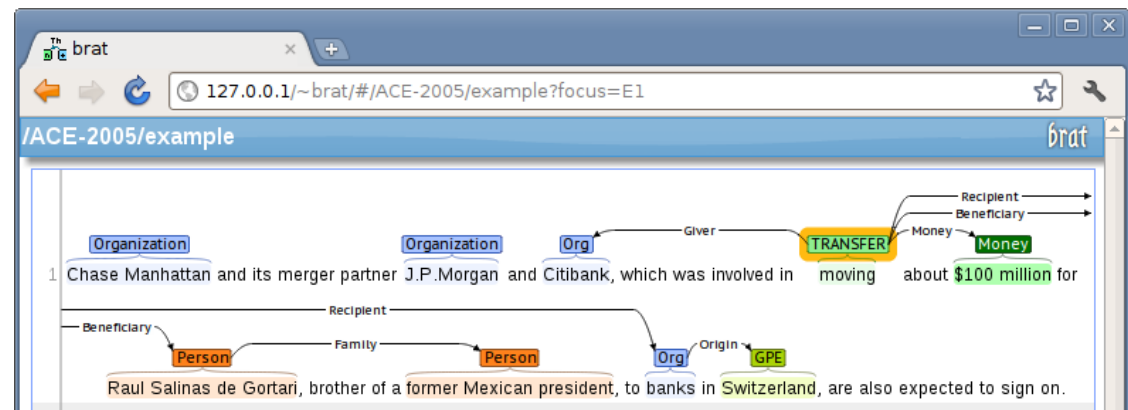 brat
127.0.0.1/~brat/#/ACE-2005/example?focus=E1
/ACE-2005/example brat
Recipient
Beneficiary
Organization Organization Org Giver TRANSFER Money Money
1 Chase Manhattan and its merger partner J.P.Morgan and Citibank, which was involved in moving about $100 million for
Recipient
Beneficiary Family Origin
Person Person Org GPE
Raul Salinas de Gortari, brother of a former Mexican president, to banks in Switzerland, are also expected to sign on.